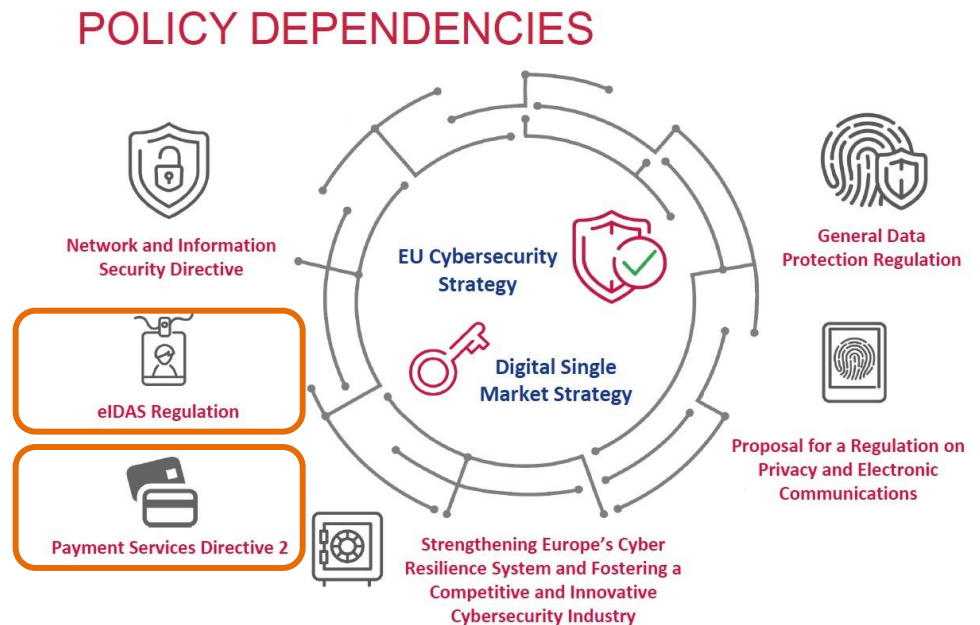 POLICY DEPENDENCIES
Network and Information
Security Directive
eIDAS Regulation
Payment Services Directive 2
EU Cybersecurity
Strategy
Digital Single
Market Strategy
Strengthening Europe’s Cyber
Resilience System and Fostering a
Competitive and Innovative
Cybersecurity Industry
General Data
Protection Regulation
Proposal for a Regulation on
Privacy and Electronic
Communications